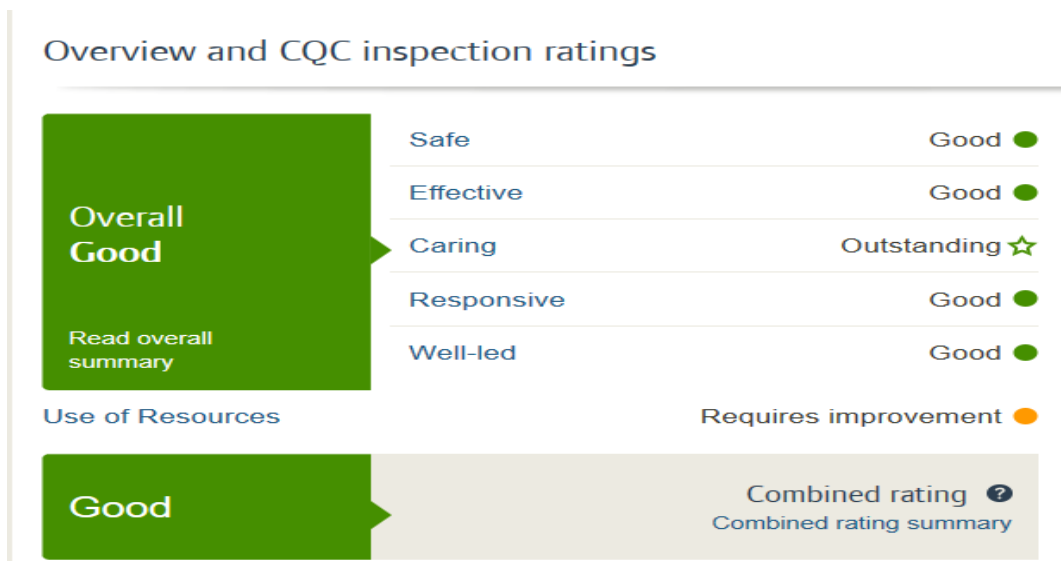 Overview and CQC inspection ratings
Overall
Good
Read overall
summary
Safe Good
Effective Good
Caring Outstanding
Responsive Good
Well-led Good
Use of Resources Requires improvement
Good
Combined rating ?
Combined rating summary